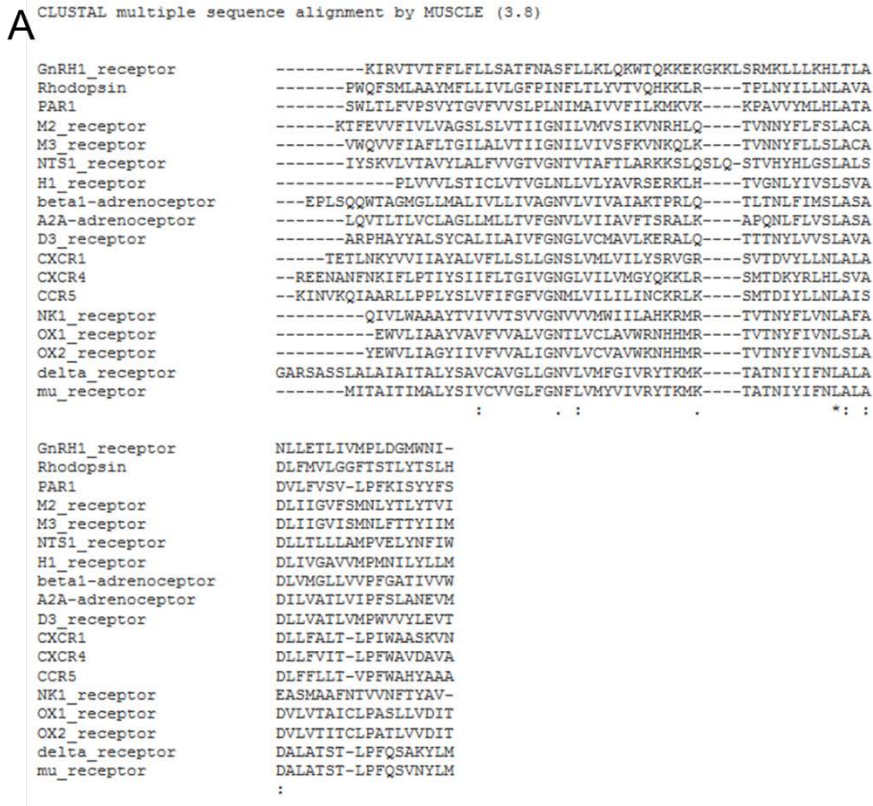 A
CLUSTAL multiple sequence alignment by MUSCLE (3.8)
GnRH1_receptor ---------KIRVTVTFFLFLLSATFNASFLLKLQKWTQKKEKGKKLSRMKLLLKHLTLA
Rhodopsin -------PWQFSMLAAYMFLLIVLGFPINFLTLYVTVQHKKLR----TPLNYILLNLAVA
PAR1 -------SWLTLFVPSVYTGVFVVSLPLNIMAIVVFILKMKVK----KPAVVYMLHLATA
M2_receptor ------KTFEVVFIVLVAGSLSLVTIIGNILVMVSIKVNRHLQ----TVNNYFLFSLACA
M3_receptor -------VWQVVFIAFLTGILALVTIIGNILVIVSFKVNKQLK----TVNNYFLLSLACA
NTS1_receptor -------IYSKVLVTAVYLALFVVGTVGNTVTAFTLARKKSLQSLQ-STVHYHLGSLALS
H1_receptor ------------PLVVVLSTICLVTVGLNLLVLYAVRSERKLH----TVGNLYIVSLSVA
beta1-adrenoceptor ---EPLSQQWTAGMGLLMALIVLLIVAGNVLVIVAIAKTPRLQ----TLTNLFIMSLASA
A2A-adrenoceptor -------LQVTLTLVCLAGLLMLLTVFGNVLVIIAVFTSRALK----APQNLFLVSLASA
D3_receptor -------ARPHAYYALSYCALILAIVFGNGLVCMAVLKERALQ----TTTNYLVVSLAVA
CXCR1 -----TETLNKYVVIIAYALVFLLSLLGNSLVMLVILYSRVGR----SVTDVYLLNLALA
CXCR4 --REENANFNKIFLPTIYSIIFLTGIVGNGLVILVMGYQKKLR----SMTDKYRLHLSVA
CCR5 --KINVKQIAARLLPPLYSLVFIFGFVGNMLVILILINCKRLK----SMTDIYLLNLAIS
NK1_receptor ---------QIVLWAAAYTVIVVTSVVGNVVVMWIILAHKRMR----TVTNYFLVNLAFA
OX1_receptor ----------EWVLIAAYVAVFVVALVGNTLVCLAVWRNHHMR----TVTNYFIVNLSLA
OX2_receptor ---------YEWVLIAGYIIVFVVALIGNVLVCVAVWKNHHMR----TVTNYFIVNLSLA
delta_receptor GARSASSLALAIAITALYSAVCAVGLLGNVLVMFGIVRYTKMK----TATNIYIFNLALA
mu_receptor -------MITAITIMALYSIVCVVGLFGNFLVMYVIVRYTKMK----TATNIYIFNLALA
: . : . *: :
GnRH1_receptor NLLETLIVMPLDGMWNI-
Rhodopsin DLFMVLGGFTSTLYTSLH
PAR1 DVLFVSV-LPFKISYYFS
M2_receptor DLIIGVFSMNLYTLYTVI
M3_receptor DLIIGVISMNLFTTYIIM
NTS1_receptor DLLTLLLAMPVELYNFIW
H1_receptor DLIVGAVVMPMNILYLLM
beta1-adrenoceptor DLVMGLLVVPFGATIVVW
A2A-adrenoceptor DILVATLVIPFSLANEVM
D3_receptor DLLVATLVMPWVVYLEVT
CXCR1 DLLFALT-LPIWAASKVN
CXCR4 DLLFVIT-LPFWAVDAVA
CCR5 DLFFLLT-VPFWAHYAAA
NK1_receptor EASMAAFNTVVNFTYAV-
OX1_receptor DVLVTAICLPASLLVDIT
OX2_receptor DVLVTITCLPATLVVDIT
delta_receptor DALATST-LPFQSAKYLM
mu_receptor DALATST-LPFQSVNYLM
: